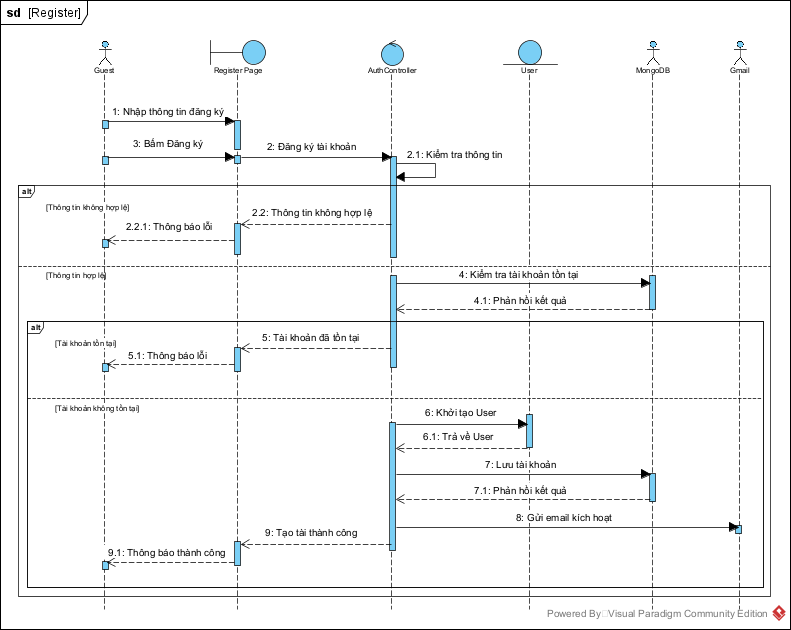 sd [Register]
Guest
Register Page
AuthController
User
MongoDB
Gmail
1: Nhập thông tin đăng ký
3: Bấm Đăng ký
2: Đăng ký tài khoản
2.1: Kiểm tra thông tin
alt
[Thông tin không hợp lệ]
2.2: Thông tin không hợp lệ
2.2.1: Thông báo lỗi
[Thông tin hợp lệ]
4: Kiểm tra tài khoản tồn tại
4.1: Phản hồi kết quả
alt
[Tài khoản tồn tại]
5: Tài khoản đã tồn tại
5.1: Thông báo lỗi
[Tài khoản không tồn tại]
6: Khởi tạo User
6.1: Trả về User
7: Lưu tài khoản
7.1: Phản hồi kết quả
8: Gửi email kích hoạt
9: Tạo tài thành công
9.1: Thông báo thành công
Powered By Visual Paradigm Community Edition